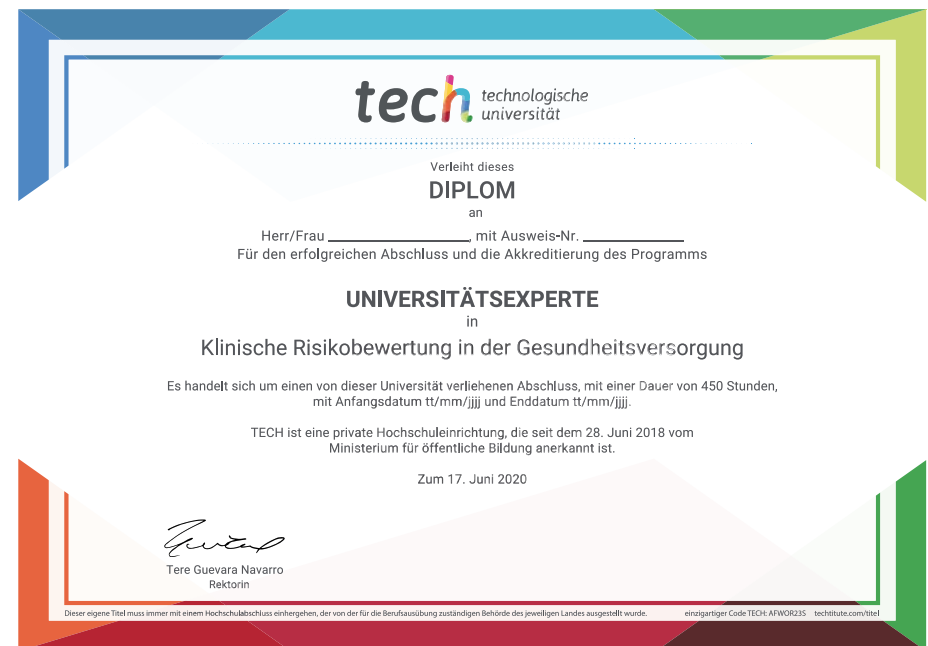 tech technologische
universität
Verleiht dieses
DIPLOM
an
Herr/Frau ____________________, mit Ausweis-Nr. ______________
Für den erfolgreichen Abschluss und die Akkreditierung des Programms
UNIVERSITÄTSEXPERTE
in
Klinische Risikobewertung in der Gesundheitsversorgung
Es handelt sich um einen von dieser Universität verliehenen Abschluss, mit einer Dauer von 450 Stunden,
mit Anfangsdatum tt/mm/jjjj und Enddatum tt/mm/jjjj.
TECH ist eine private Hochschuleinrichtung, die seit dem 28. Juni 2018 vom
Ministerium für öffentliche Bildung anerkannt ist.
Zum 17. Juni 2020
Tere Guevara Navarro
Rektorin
Dieser eigene Titel muss immer mit einem Hochschulabschluss einhergehen, der von der für die Berufsausübung zuständigen Behörde des jeweiligen Landes ausgestellt wurde. einzigartiger Code TECH: AFWOR23S techtitute.com/titel